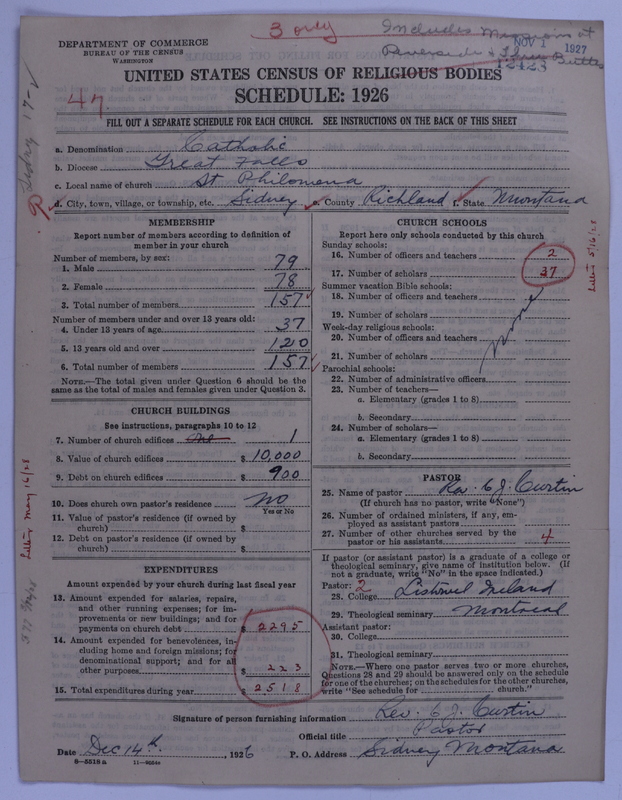 3 only
Includes Missions at
NOV 1 1927
DEPARTMENT OF COMMERCE
BUREAU OF THE CENSUS
WASHINGTON
UNITED STATES CENSUS OF RELIGIOUS BODIES
SCHEDULE: 1926
47.
FILL OUT A SEPARATE SCHEDULE FOR EACH CHURCH. SEE INSTRUCTIONS ON THE BACK OF THIS SHEET
a. Denomination Catholic
b. Diocese Great Falls
c. Local name of church St Philomena
d. City, town, village, or township, etc. Sidney e. County Richland f. State Montana
MEMBERSHIP
Report number of members according to definition of
member in your church
Number of members, by sex:
1. Male 79
2. Female 78
3. Total number of members 157
Number of members under and over 13 years old:
4. Under 13 years of age 37
5. 13 years old and over 120
6. Total number of members 157
NOTE.—The total given under Question 6 should be the
same as the total of males and females given under Question 3.
CHURCH BUILDINGS
See instructions, paragraphs 10 to 12
7. Number of church edifices One 1
8. Value of church edifices $ 10,000
9. Debt on church edifices $ 900
10. Does church own pastor's residence No
Yes or No
11. Value of pastor's residence (if owned by
church) $
12. Debt on pastor's residence (if owned by
church) $
EXPENDITURES
Amount expended by your church during last fiscal year
13. Amount expended for salaries, repairs,
and other running expenses; for im-
provements or new buildings; and for
payments on church debt $ 2295
14. Amount expended for benevolences, in-
cluding home and foreign missions; for
denominational support; and for all
other purposes $ 223
15. Total expenditures during year $ 2518
CHURCH SCHOOLS
Report here only schools conducted by this church
Sunday schools:
16. Number of officers and teachers 2
17. Number of scholars 37
Summer vacation Bible schools:
18. Number of officers and teachers
19. Number of scholars
Week-day religious schools:
20. Number of officers and teachers
none
21. Number of scholars
Parochial schools:
22. Number of administrative officers
23. Number of teachers—
a. Elementary (grades 1 to 8)
b. Secondary
24. Number of scholars—
a. Elementary (grades 1 to 8)
b. Secondary
PASTOR
25. Name of pastor Rev. C J. Curtin
(If church has no pastor, write "None")
26. Number of ordained ministers, if any, em-
ployed as assistant pastors
27. Number of other churches served by the
pastor or his assistants 4
If pastor (or assistant pastor) is a graduate of a college or
theological seminary, give name of institution below. (If
not a graduate, write "No" in the space indicated.)
Pastor: 2
28. College Listowel Ireland
29. Theological seminary Montreal
Assistant pastor:
30. College
31. Theological seminary
NOTE.—Where one pastor serves two or more churches,
Questions 28 and 29 should be answered only on the schedule
for one of the churches; on the schedules for the other churches,
write "See schedule for church."
Signature of person furnishing information Rev. C J. Curtin
Official title Pastor
Date Dec 14th, 1926 P. O. Address Sidney Montana
8-5518a